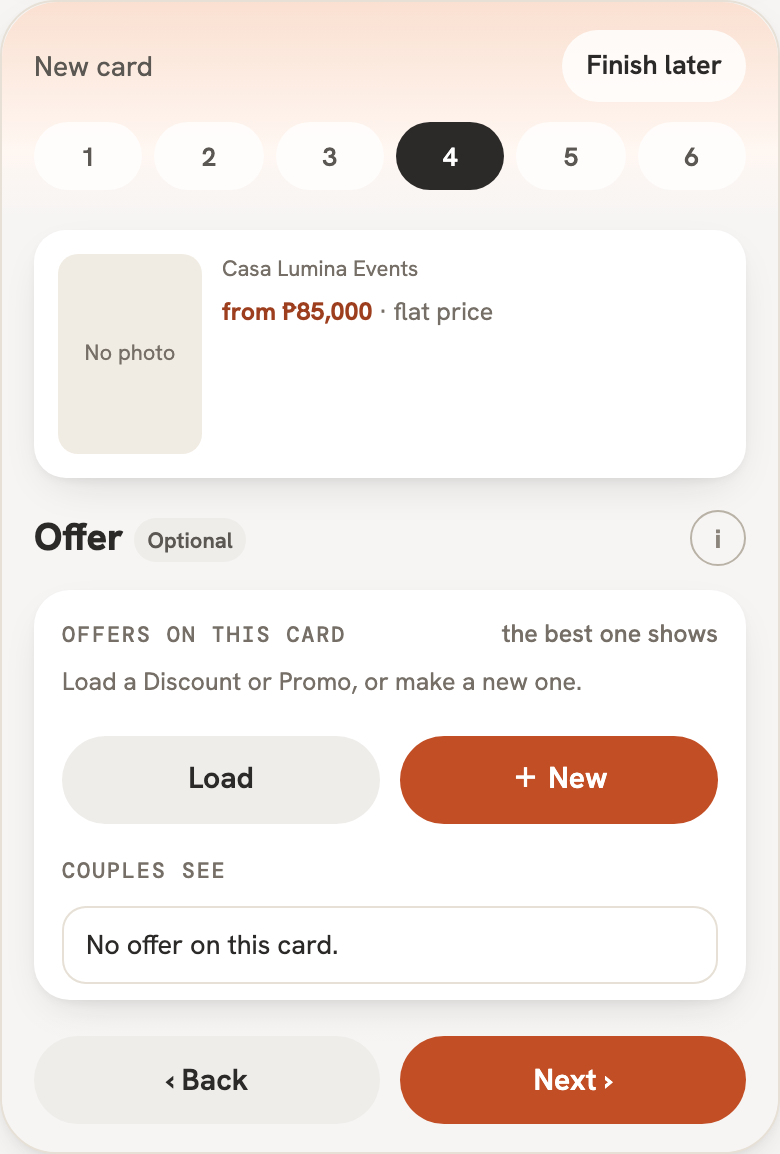 New card
Finish later
1 2 3 4 5 6
No photo
Casa Lumina Events
from ₱85,000 · flat price
Offer Optional i
OFFERS ON THIS CARD the best one shows
Load a Discount or Promo, or make a new one.
Load + New
COUPLES SEE
No offer on this card.
‹ Back Next ›